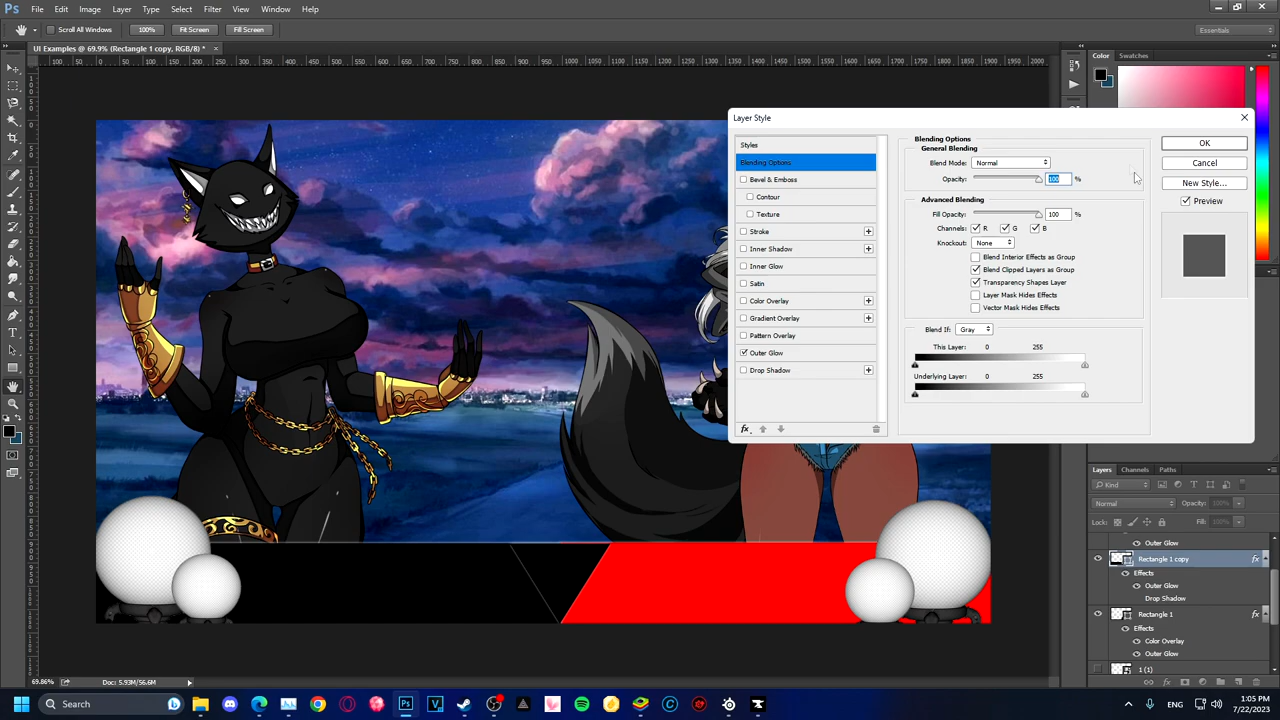 Ps File Edit Image Layer Type Select Filter View Window Help
Scroll All Windows 100% Fit Screen Fill Screen Essentials
UI Examples @ 69.9% (Rectangle 1 copy, RGB/8) * ×
Color Swatches
Layer Style
Styles
Blending Options
Bevel & Emboss
Contour
Texture
Stroke
Inner Shadow
Inner Glow
Satin
Color Overlay
Gradient Overlay
Pattern Overlay
Outer Glow
Drop Shadow
fx
Blending Options
General Blending
Blend Mode: Normal
Opacity: 100 %
Advanced Blending
Fill Opacity: 100 %
Channels: R G B
Knockout: None
Blend Interior Effects as Group
Blend Clipped Layers as Group
Transparency Shapes Layer
Layer Mask Hides Effects
Vector Mask Hides Effects
Blend If: Gray
This Layer: 0 255
Underlying Layer: 0 255
OK
Cancel
New Style...
Preview
Layers Channels Paths
Kind
Normal Opacity: 100%
Lock: Fill: 100%
Outer Glow
Rectangle 1 copy fx
Effects
Outer Glow
Drop Shadow
Rectangle 1 fx
Effects
Color Overlay
Outer Glow
1 (1)
69.86% Doc: 5.93M/56.6M
Search
ENG
1:05 PM
7/22/2023